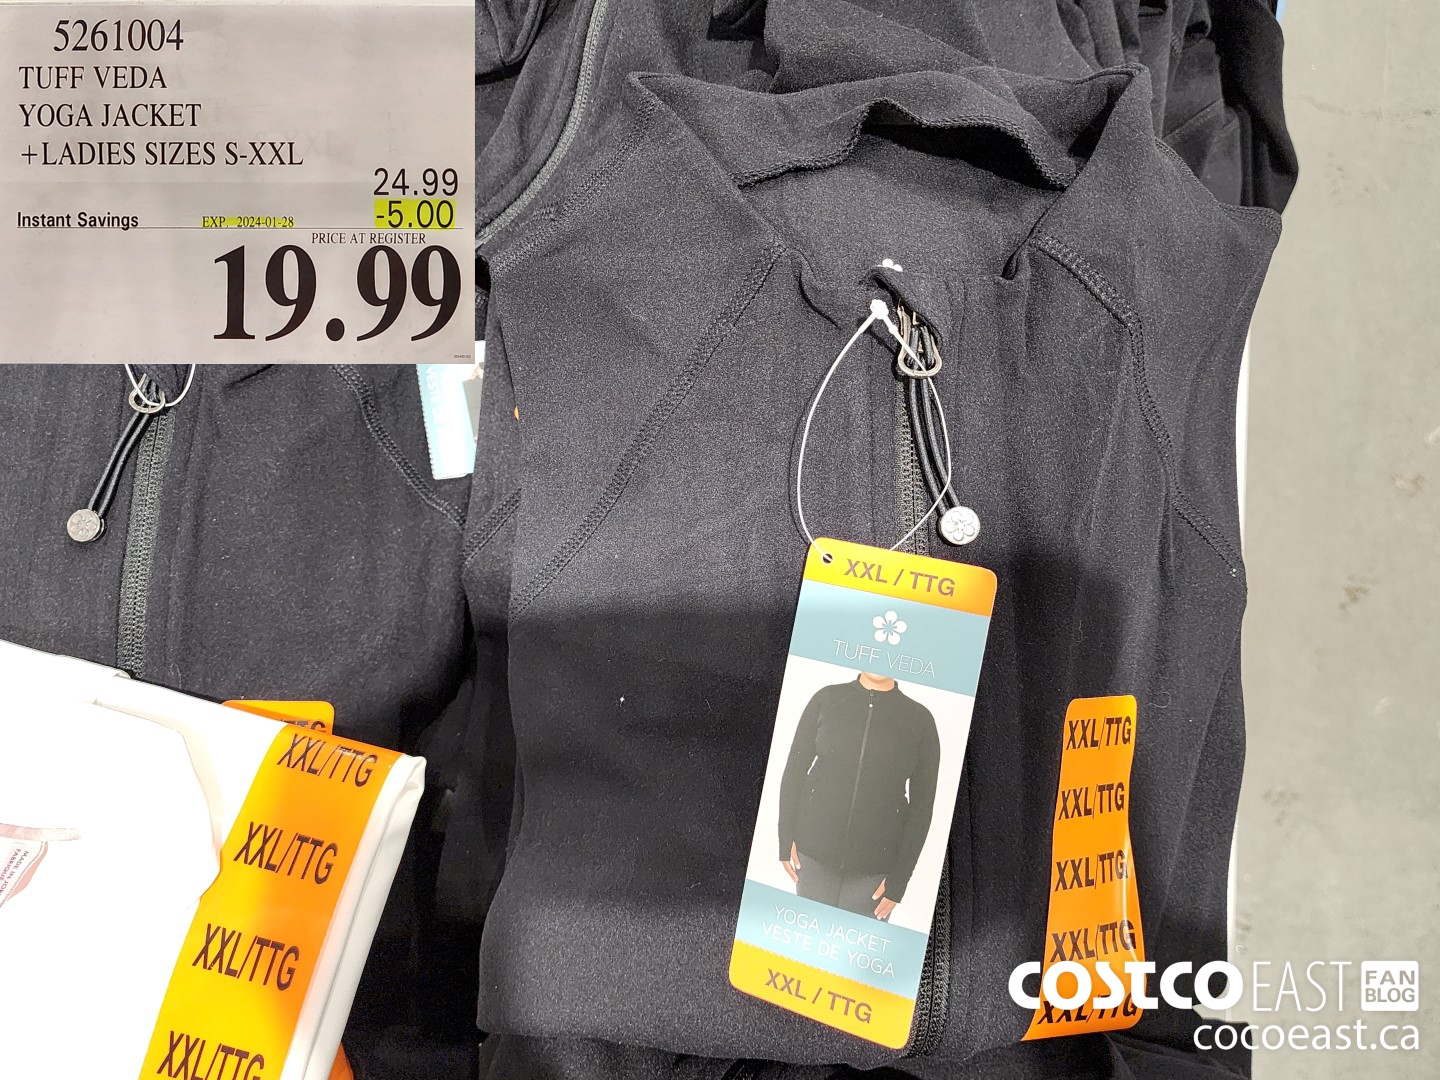 5261004
TUFF VEDA
YOGA JACKET
+LADIES SIZES S-XXL
24.99
Instant Savings EXP. 2024-01-28 -5.00
PRICE AT REGISTER
19.99
XXL / TTG
TUFF VEDA
YOGA JACKET
VESTE DE YOGA
XXL / TTG
XXL/TTG
XXL/TTG
XXL/TTG
XXL/TTG
XXL/TTG
XXL/TTG
XXL/TTG
XXL/TTG
XXL/TTG
COSTCO EAST FAN BLOG
cocoeast.ca